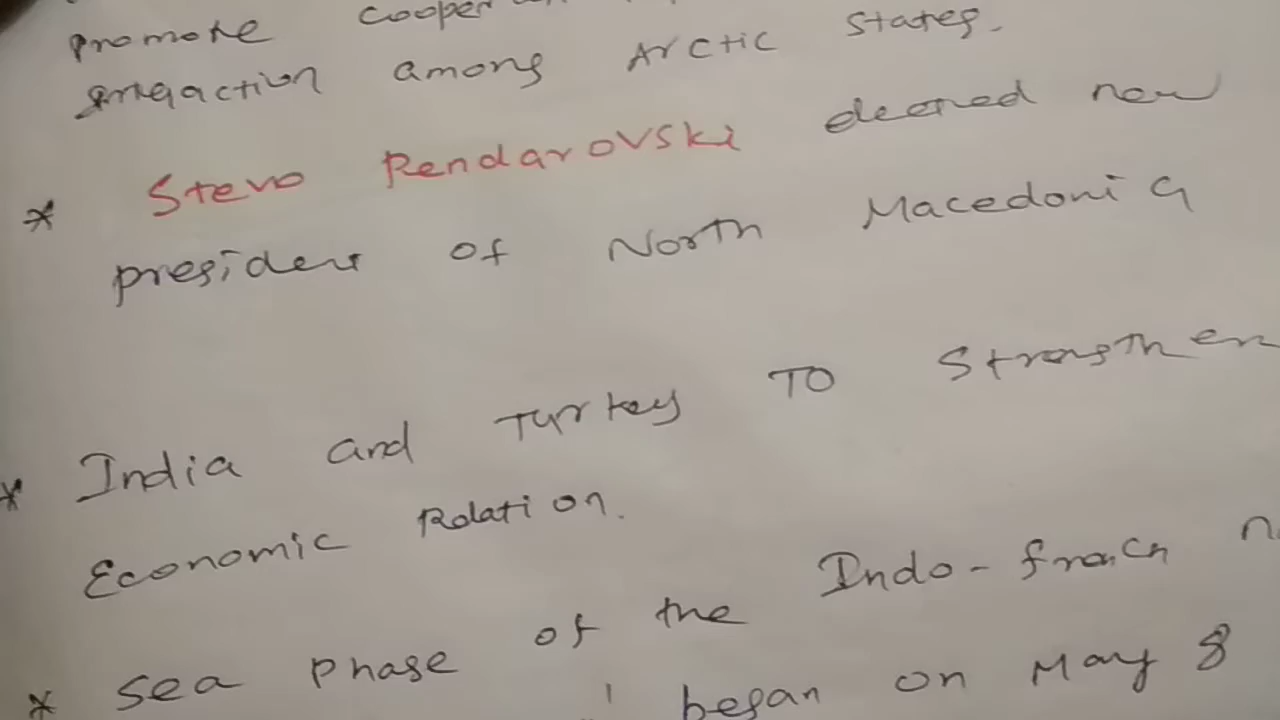 promote cooper
among Arctic States.
* Stevo Pendarovski elected new
president of North Macedonia
* India and Turkey To Strengthen
Economic Relation.
* Sea Phase of the Indo-french
began on May 8